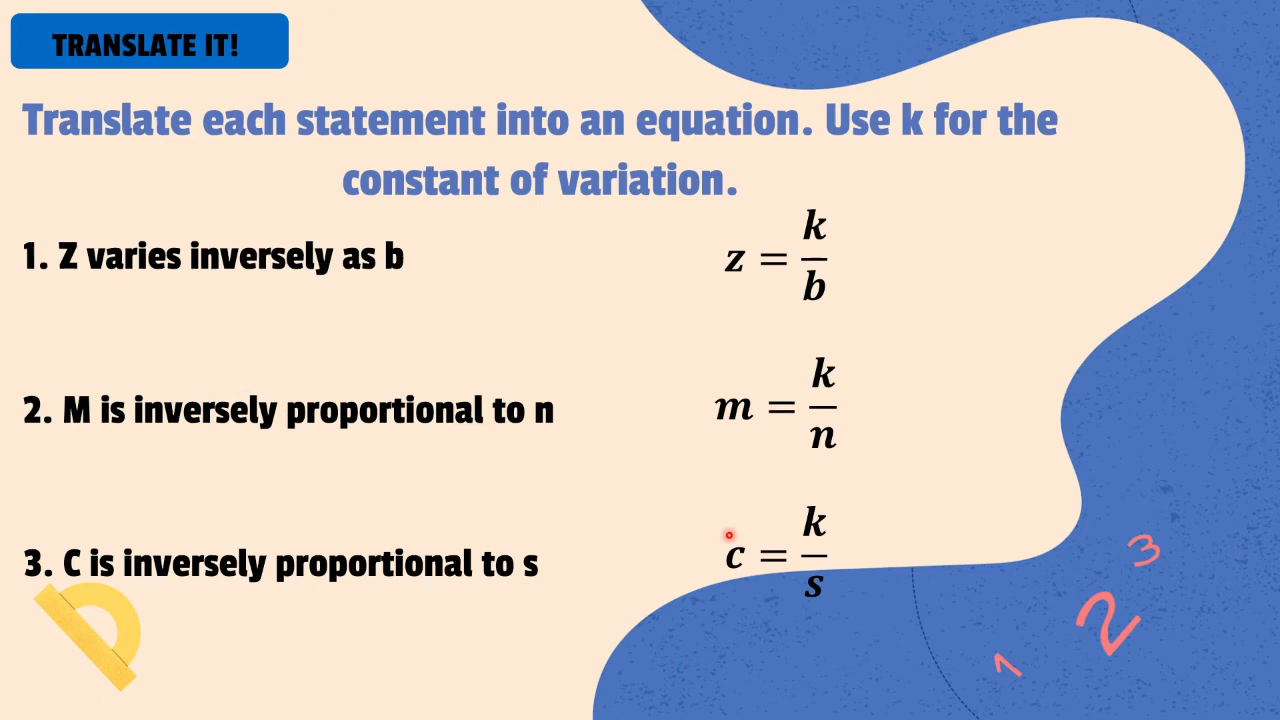 TRANSLATE IT!
Translate each statement into an equation. Use k for the
constant of variation.
1. Z varies inversely as b
z = k/b
2. M is inversely proportional to n
m = k/n
3. C is inversely proportional to s
c = k/s
1 2 3